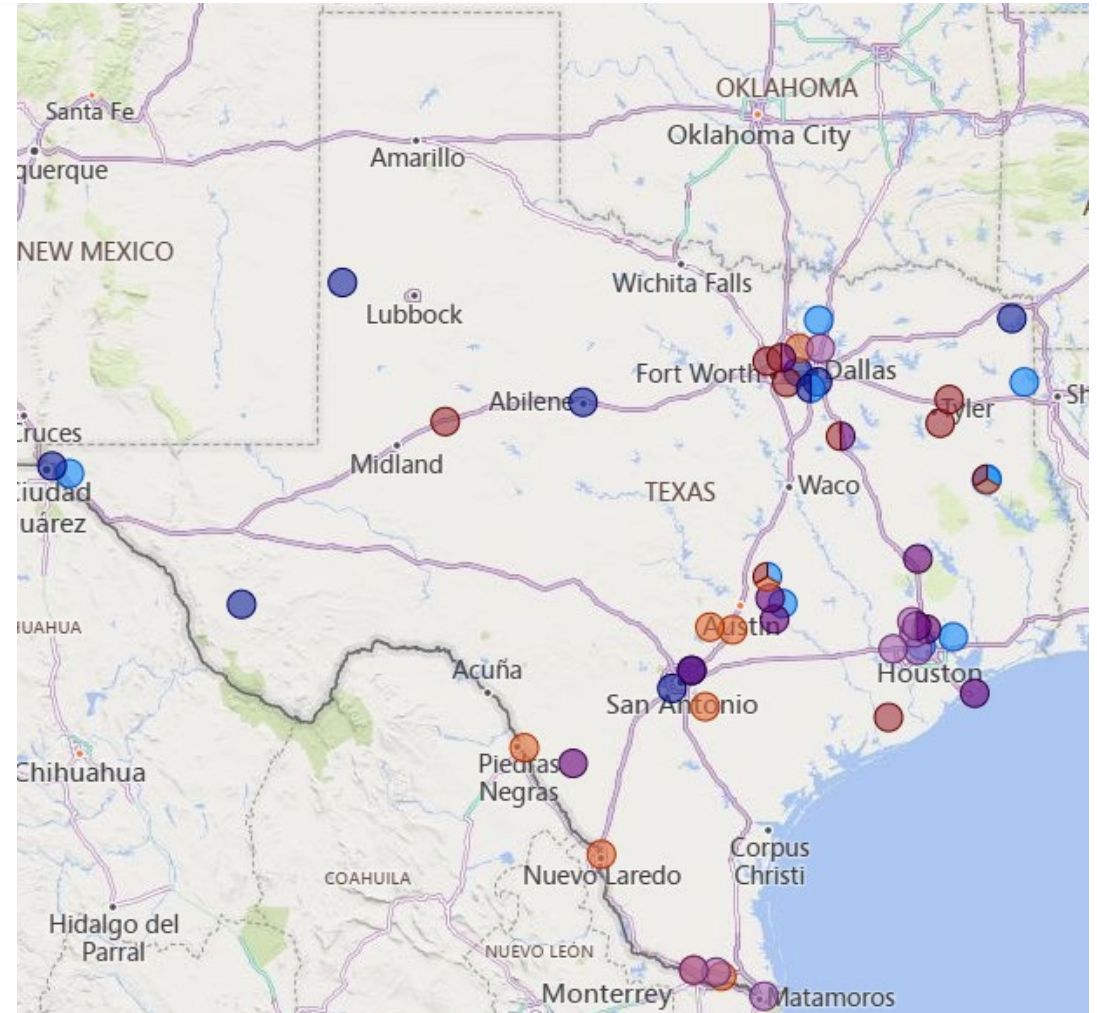 OKLAHOMA
Santa Fe
Oklahoma City
Amarillo
querque
NEW MEXICO
Wichita Falls
Lubbock
Fort Worth
Dallas
Abilene
Tyler
Sh
Cruces
Midland
Ciudad
uárez
TEXAS
Waco
HUAHUA
Austin
Acuña
Houston
San Antonio
Piedras
Negras
Chihuahua
Corpus
Christi
Nuevo Laredo
COAHUILA
Hidalgo del
Parral
NUEVO LEÓN
Monterrey
Matamoros